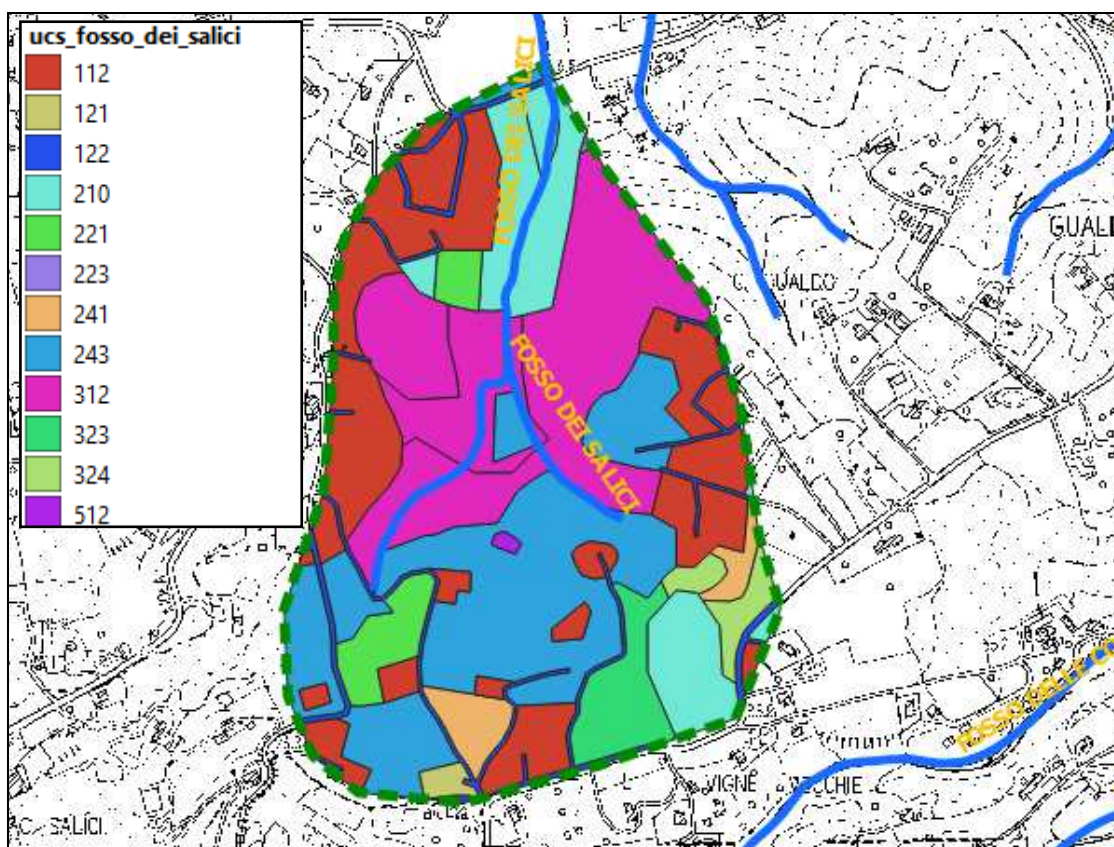 ucs_fosso_dei_salici
112
121
122
210
221
223
241
243
312
323
324
512
FOSSO DEI SALICI
FOSSO DEI SALICI
GUALDO
VIGNE VECCHIE
SALICI